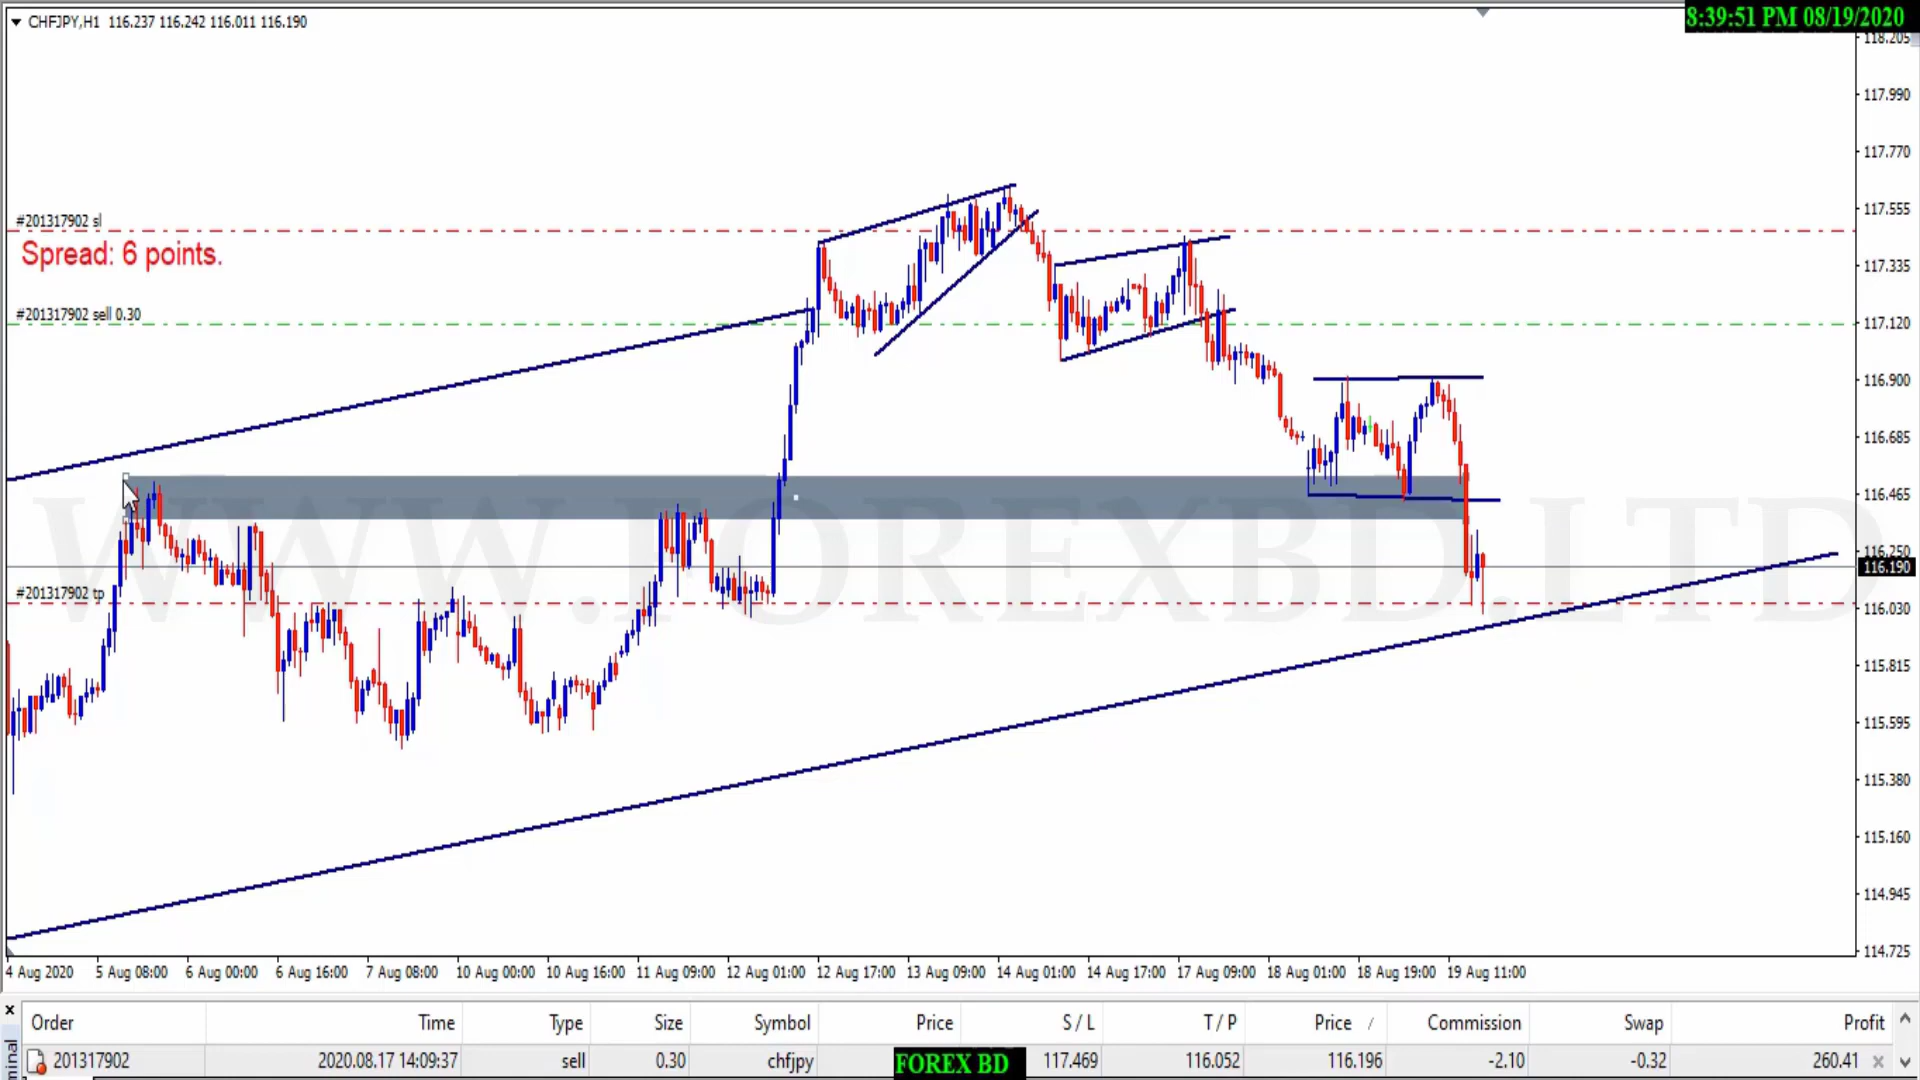 CHFJPY,H1 116.237 116.242 116.011 116.190
8:39:51 PM 08/19/2020
118.205
117.990
117.770
#201317902 sl
117.555
Spread: 6 points.
117.335
#201317902 sell 0.30
117.120
116.900
116.685
116.465
WWW.FOREXBD.LTD
116.250
116.190
#201317902 tp
116.030
115.815
115.595
115.380
115.160
114.945
114.725
4 Aug 2020 5 Aug 08:00 6 Aug 00:00 6 Aug 16:00 7 Aug 08:00 10 Aug 00:00 10 Aug 16:00 11 Aug 09:00 12 Aug 01:00 12 Aug 17:00 13 Aug 09:00 14 Aug 01:00 14 Aug 17:00 17 Aug 09:00 18 Aug 01:00 18 Aug 19:00 19 Aug 11:00
Order Time Type Size Symbol Price S / L T / P Price / Commission Swap Profit
201317902 2020.08.17 14:09:37 sell 0.30 chfjpy FOREX BD 117.469 116.052 116.196 -2.10 -0.32 260.41
minal